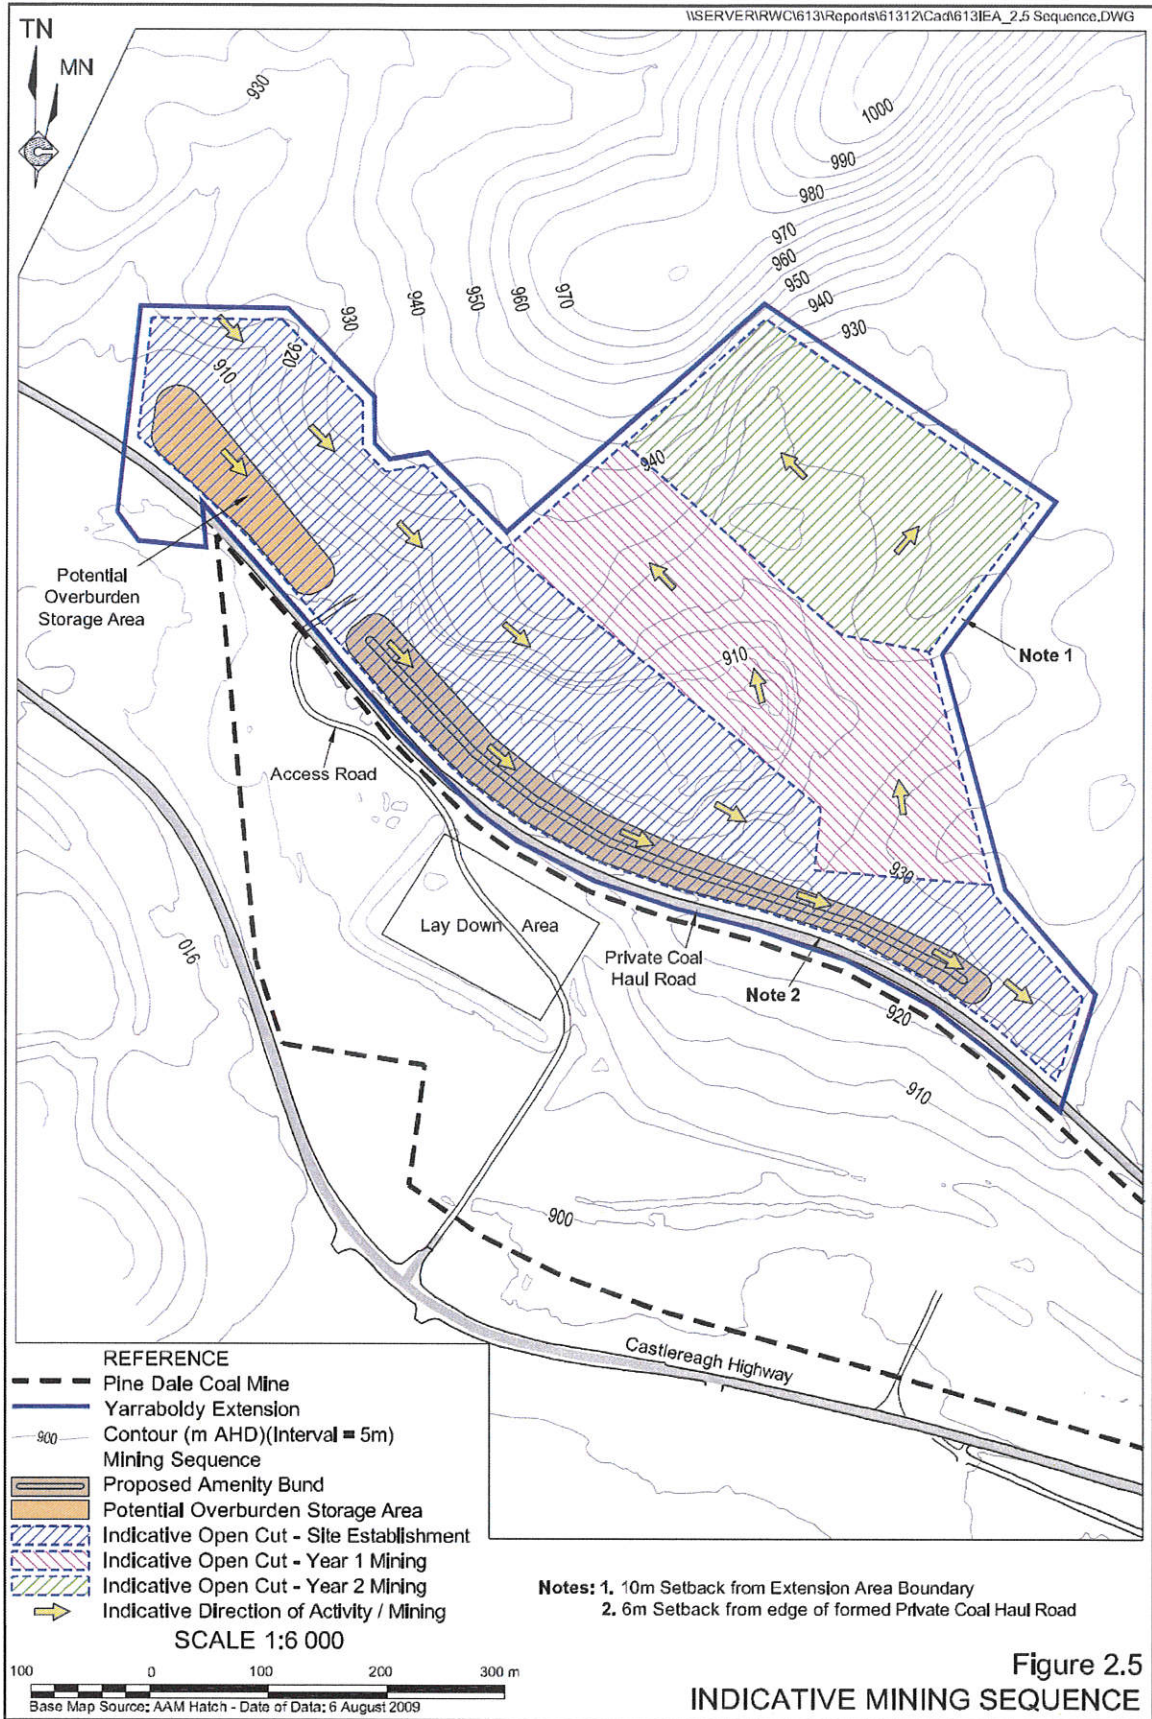 \\SERVER\RWC\613\Reports\61312\Cad\613IEA_2.5 Sequence.DWG
TN
MN
930
1000
990
980
970
960
950
940
930
930
940
950
960
970
920
910
940
Potential
Overburden
Storage Area
Note 1
910
Access Road
930
Lay Down Area
Private Coal
Haul Road
Note 2
910
920
910
900
Castlereagh Highway
REFERENCE
Pine Dale Coal Mine
Yarraboldy Extension
900 Contour (m AHD)(Interval = 5m)
Mining Sequence
Proposed Amenity Bund
Potential Overburden Storage Area
Indicative Open Cut - Site Establishment
Indicative Open Cut - Year 1 Mining
Indicative Open Cut - Year 2 Mining
Indicative Direction of Activity / Mining
Notes: 1. 10m Setback from Extension Area Boundary
2. 6m Setback from edge of formed Private Coal Haul Road
SCALE 1:6 000
100 0 100 200 300 m
Base Map Source: AAM Hatch - Date of Data: 6 August 2009
Figure 2.5
INDICATIVE MINING SEQUENCE